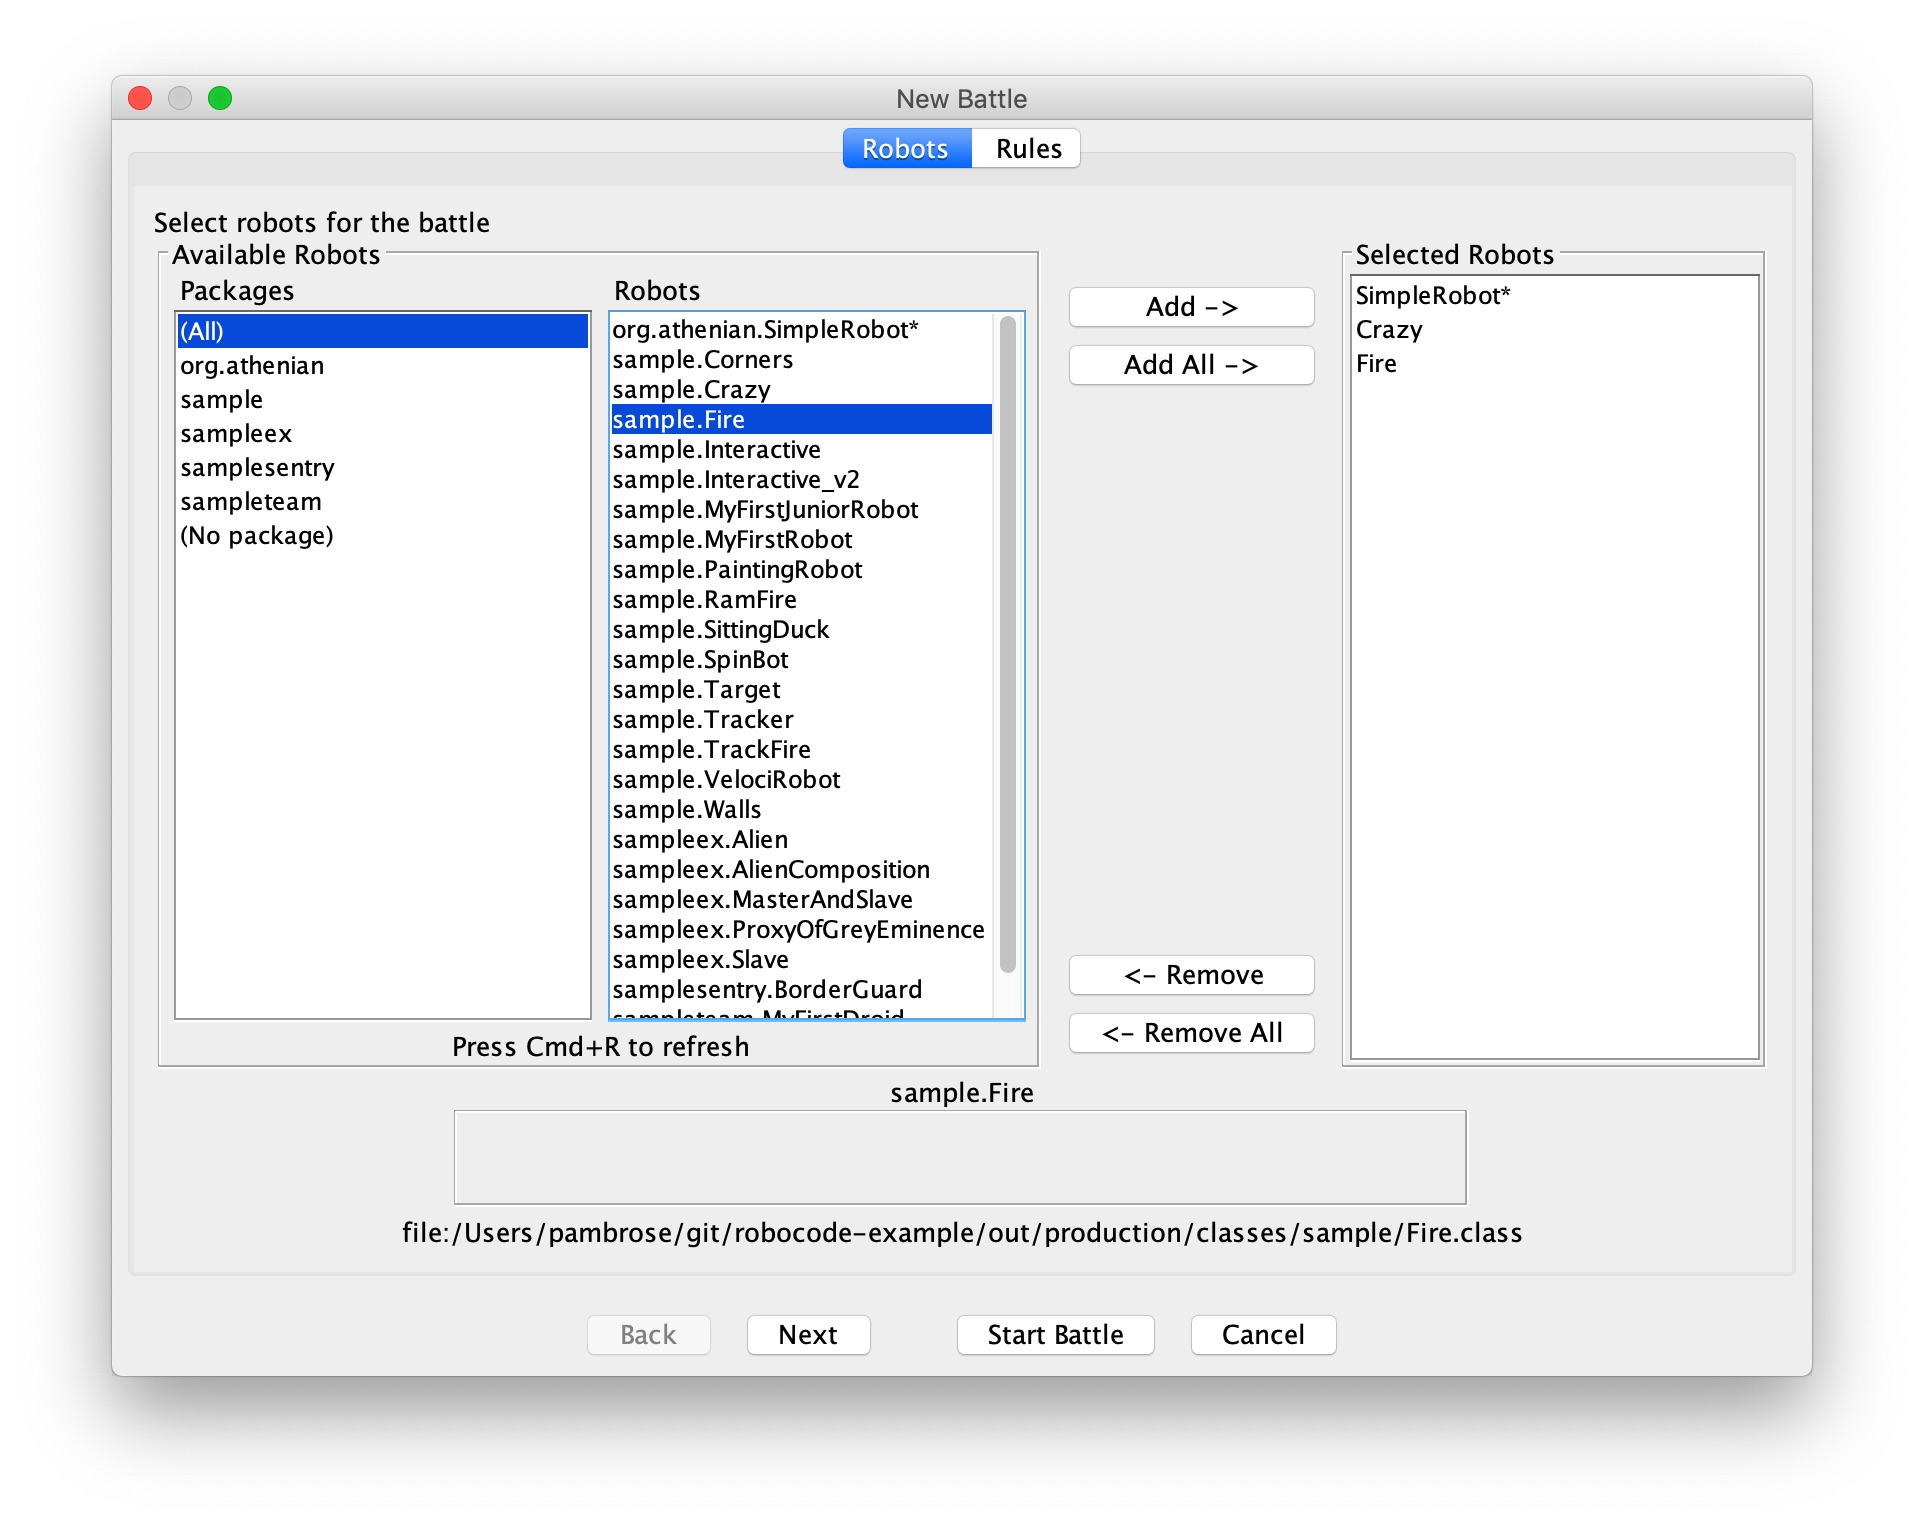 New Battle
Robots Rules
Select robots for the battle
Available Robots
Packages
(All)
org.athenian
sample
sampleex
samplesentry
sampleteam
(No package)
Robots
org.athenian.SimpleRobot*
sample.Corners
sample.Crazy
sample.Fire
sample.Interactive
sample.Interactive_v2
sample.MyFirstJuniorRobot
sample.MyFirstRobot
sample.PaintingRobot
sample.RamFire
sample.SittingDuck
sample.SpinBot
sample.Target
sample.Tracker
sample.TrackFire
sample.VelociRobot
sample.Walls
sampleex.Alien
sampleex.AlienComposition
sampleex.MasterAndSlave
sampleex.ProxyOfGreyEminence
sampleex.Slave
samplesentry.BorderGuard
sampleteam.MyFirstDroid
Press Cmd+R to refresh
Add ->
Add All ->
<- Remove
<- Remove All
Selected Robots
SimpleRobot*
Crazy
Fire
sample.Fire
file:/Users/pambrose/git/robocode-example/out/production/classes/sample/Fire.class
Back Next Start Battle Cancel